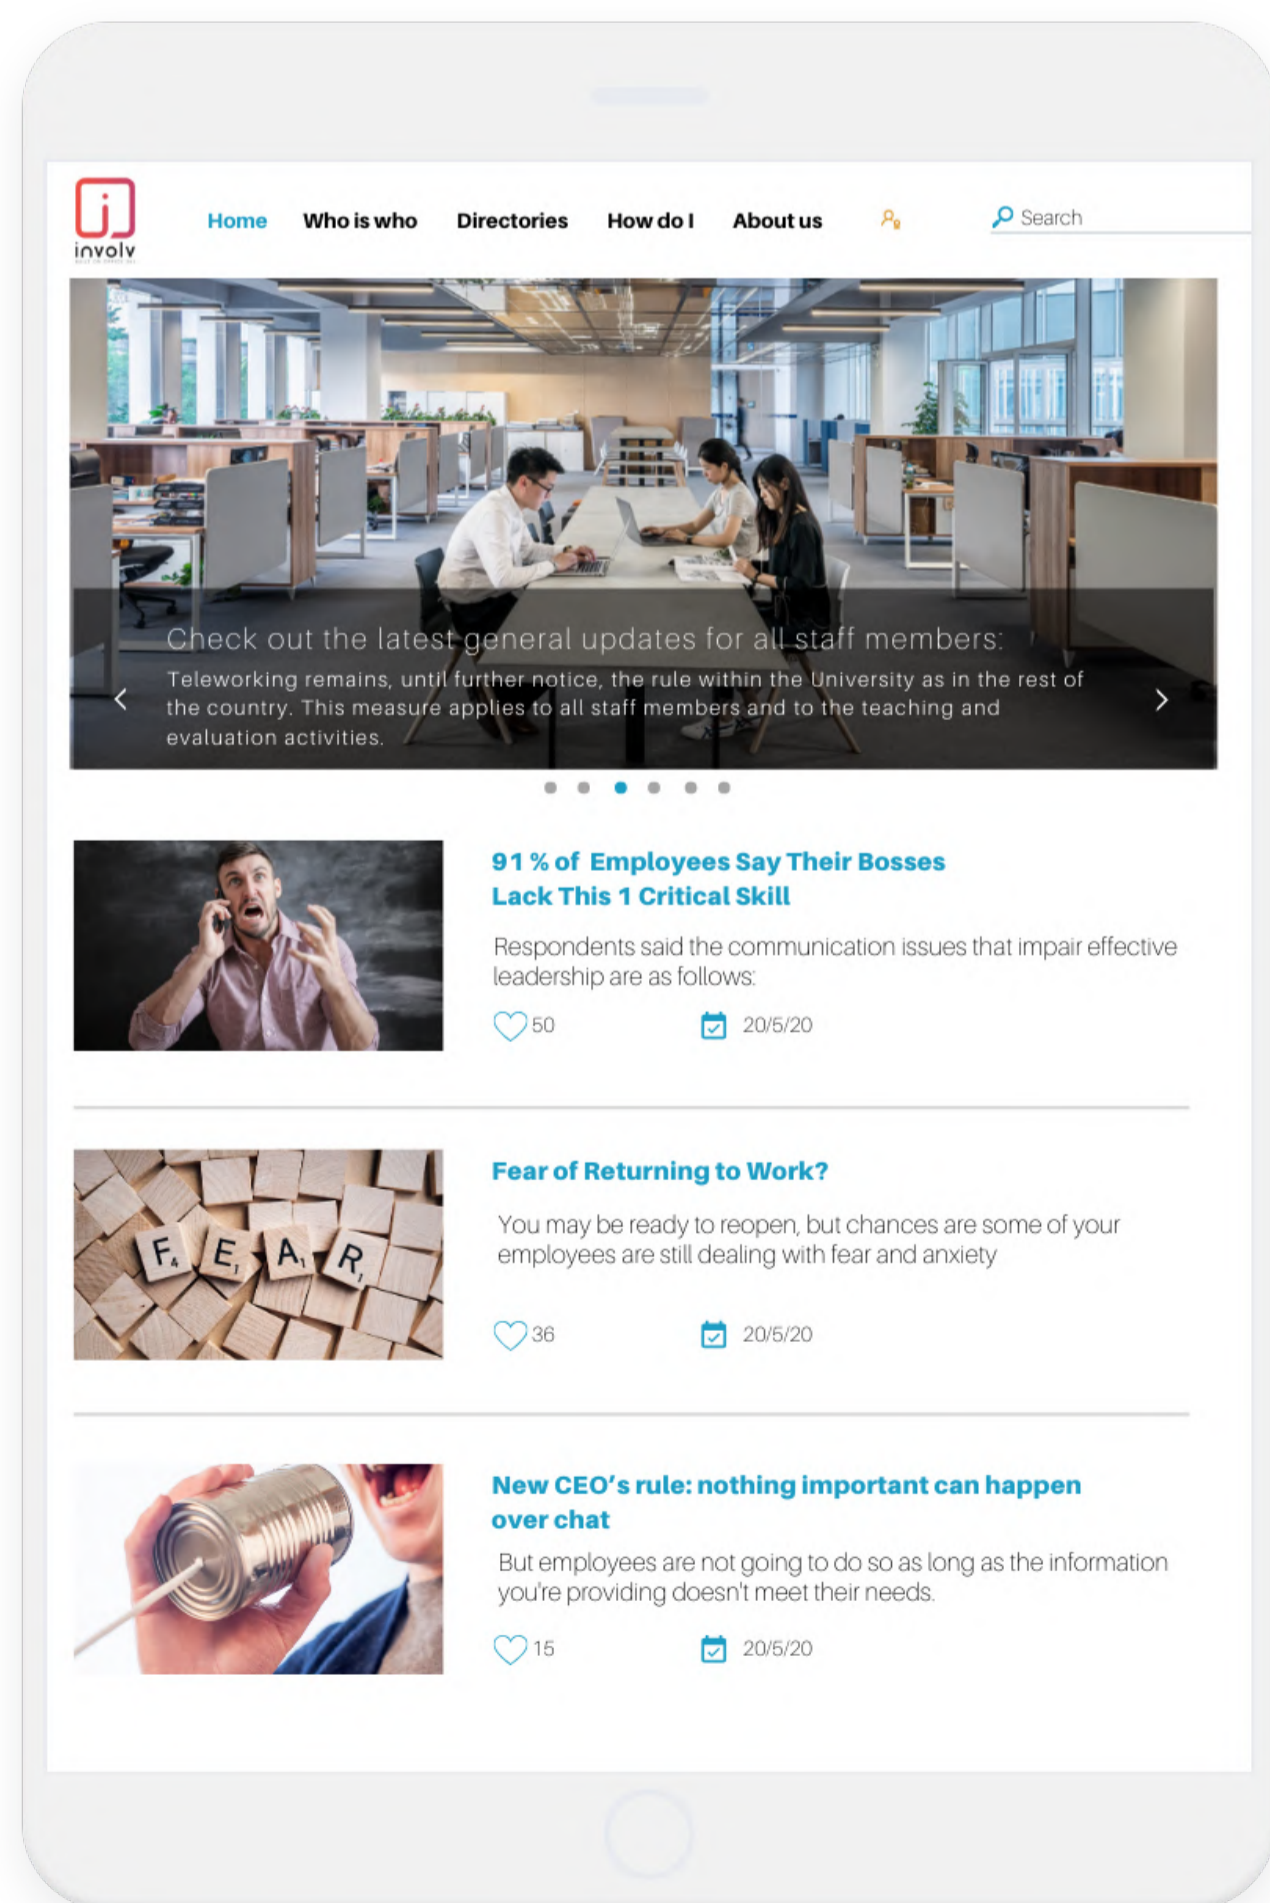 involv
Home Who is who Directories How do I About us Search
Check out the latest general updates for all staff members:
Teleworking remains, until further notice, the rule within the University as in the rest of
the country. This measure applies to all staff members and to the teaching and
evaluation activities.
91 % of Employees Say Their Bosses
Lack This 1 Critical Skill
Respondents said the communication issues that impair effective
leadership are as follows:
50 20/5/20
F4 E1 A1 R1
Fear of Returning to Work?
You may be ready to reopen, but chances are some of your
employees are still dealing with fear and anxiety
36 20/5/20
New CEO's rule: nothing important can happen
over chat
But employees are not going to do so as long as the information
you're providing doesn't meet their needs.
15 20/5/20